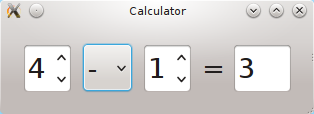 Calculator
4 - 1 = 3